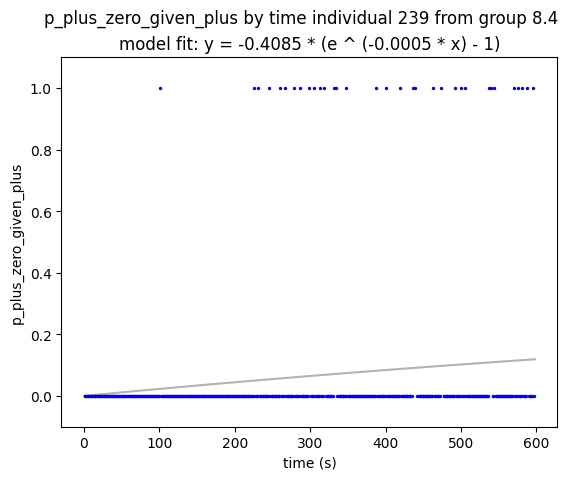 p_plus_zero_given_plus by time individual 239 from group 8.4
model fit: y = -0.4085 * (e ^ (-0.0005 * x) - 1)
1.0
0.8
0.6
0.4
0.2
0.0
p_plus_zero_given_plus
0 100 200 300 400 500 600
time (s)